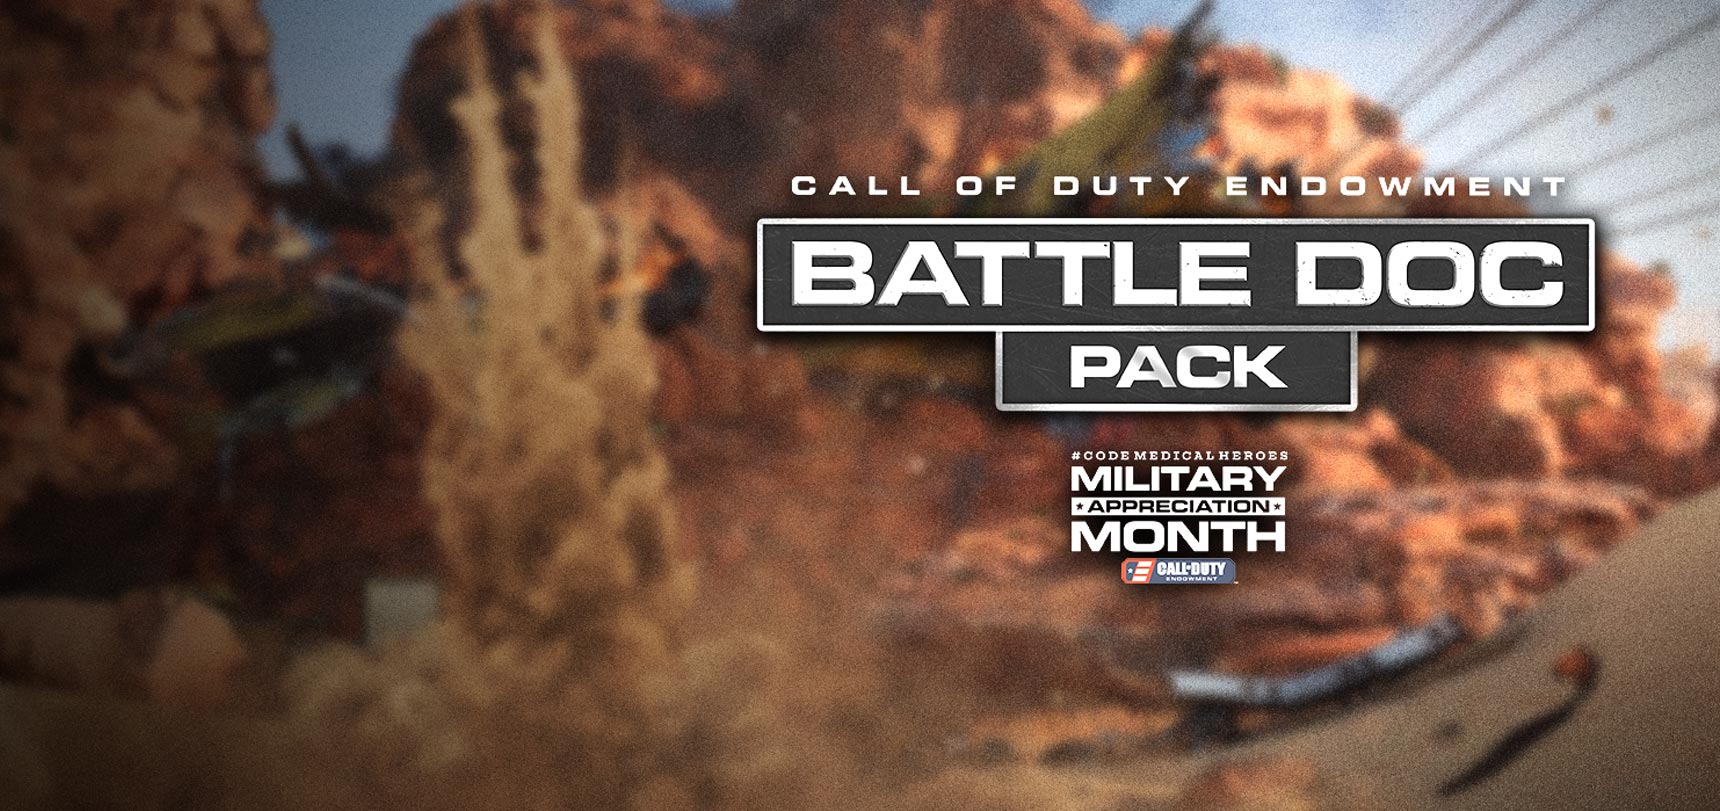 CALL OF DUTY ENDOWMENT
BATTLE DOC
PACK
#CODEMEDICALHEROES
MILITARY
APPRECIATION
MONTH
CALL OF DUTY
ENDOWMENT